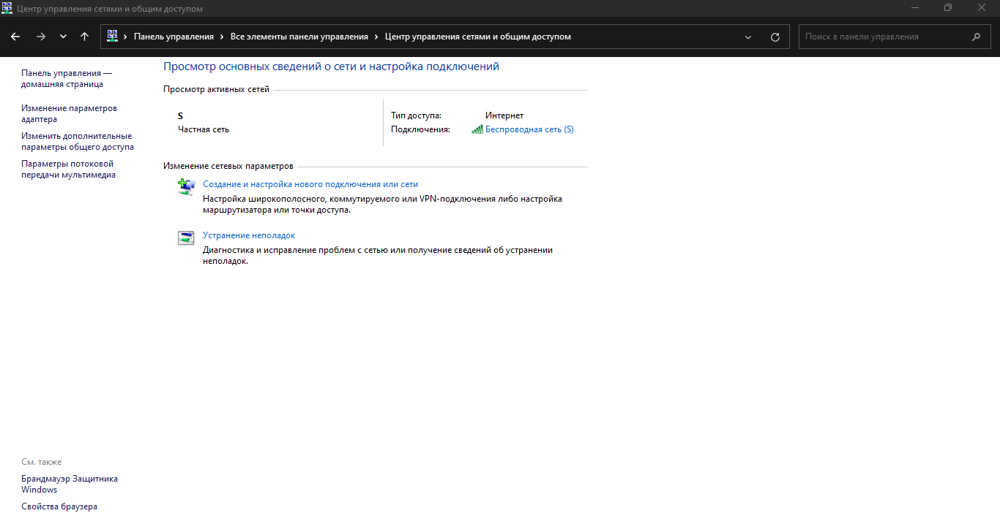 Центр управления сетями и общим доступом
Панель управления › Все элементы панели управления › Центр управления сетями и общим доступом
Поиск в панели управления
Панель управления —
домашняя страница
Изменение параметров
адаптера
Изменить дополнительные
параметры общего доступа
Параметры потоковой
передачи мультимедиа
Просмотр основных сведений о сети и настройка подключений
Просмотр активных сетей
S
Частная сеть
Тип доступа: Интернет
Подключения: Беспроводная сеть (S)
Изменение сетевых параметров
Создание и настройка нового подключения или сети
Настройка широкополосного, коммутируемого или VPN-подключения либо настройка
маршрутизатора или точки доступа.
Устранение неполадок
Диагностика и исправление проблем с сетью или получение сведений об устранении
неполадок.
См. также
Брандмауэр Защитника
Windows
Свойства браузера